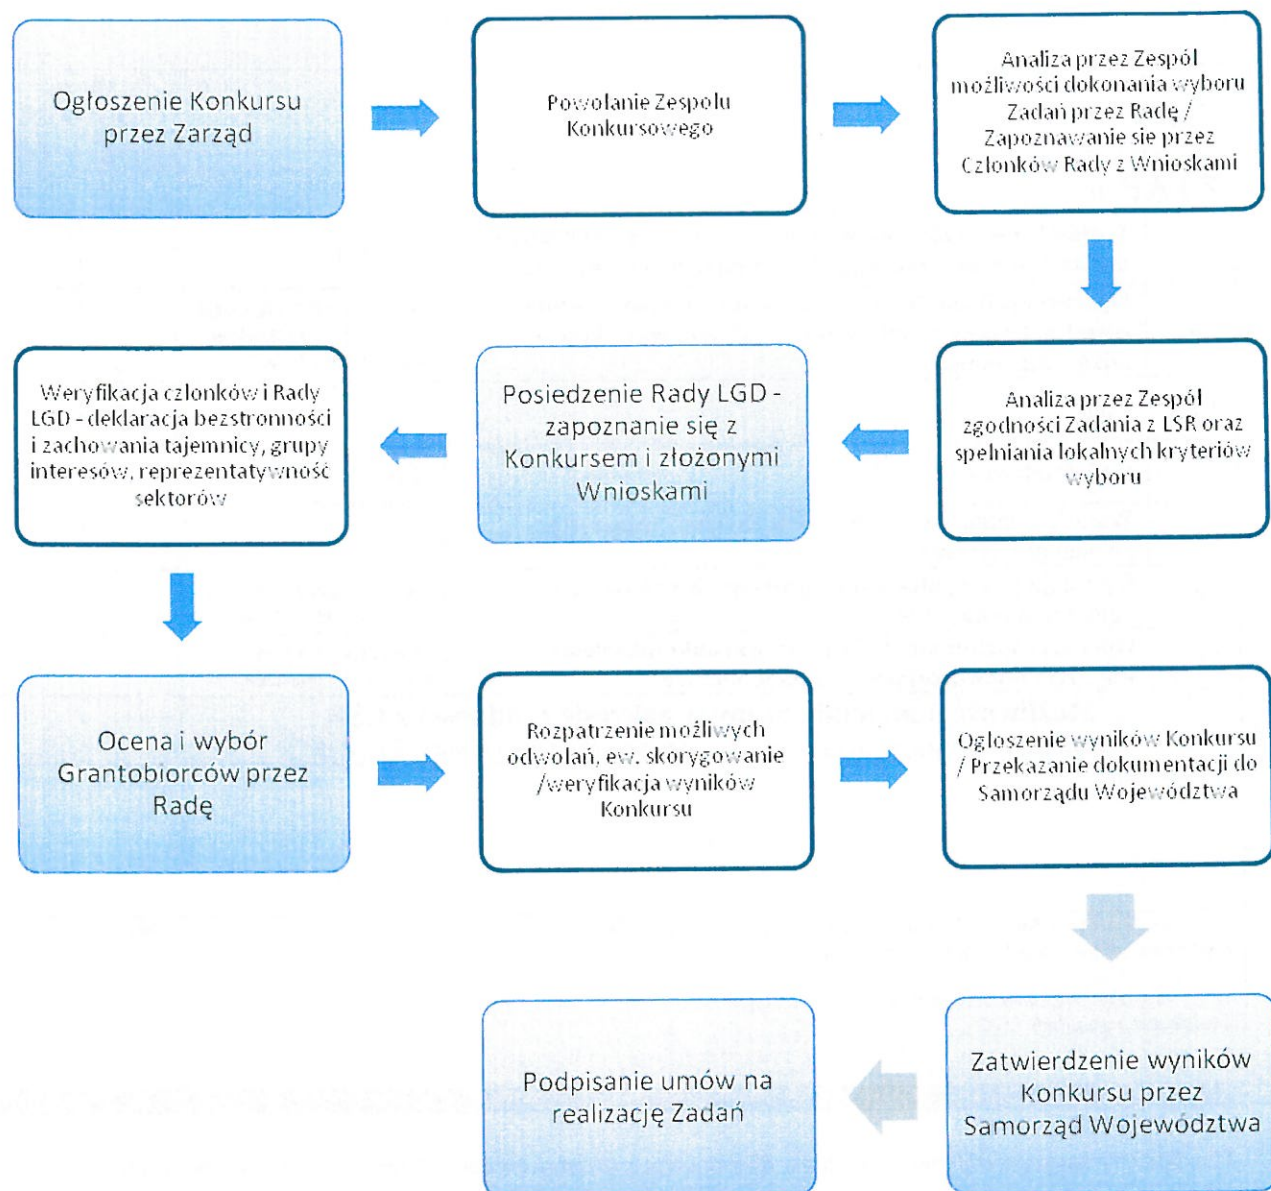 Ogłoszenie Konkursu
przez Zarząd
Powołanie Zespołu
Konkursowego
Analiza przez Zespół
możliwości dokonania wyboru
Zadań przez Radę /
Zapoznawanie sie przez
Członków Rady z Wnioskami
Analiza przez Zespół
zgodności Zadania z LSR oraz
spełniania lokalnych kryteriów
wyboru
Posiedzenie Rady LGD -
zapoznanie się z
Konkursem i złożonymi
Wnioskami
Weryfikacja członków i Rady
LGD - deklaracja bezstronności
i zachowania tajemnicy, grupy
interesów, reprezentatywność
sektorów
Ocena i wybór
Grantobiorców przez
Radę
Rozpatrzenie możliwych
odwołań, ew. skorygowanie
/weryfikacja wyników
Konkursu
Ogłoszenie wyników Konkursu
/ Przekazanie dokumentacji do
Samorządu Województwa
Zatwierdzenie wyników
Konkursu przez
Samorząd Województwa
Podpisanie umów na
realizację Zadań